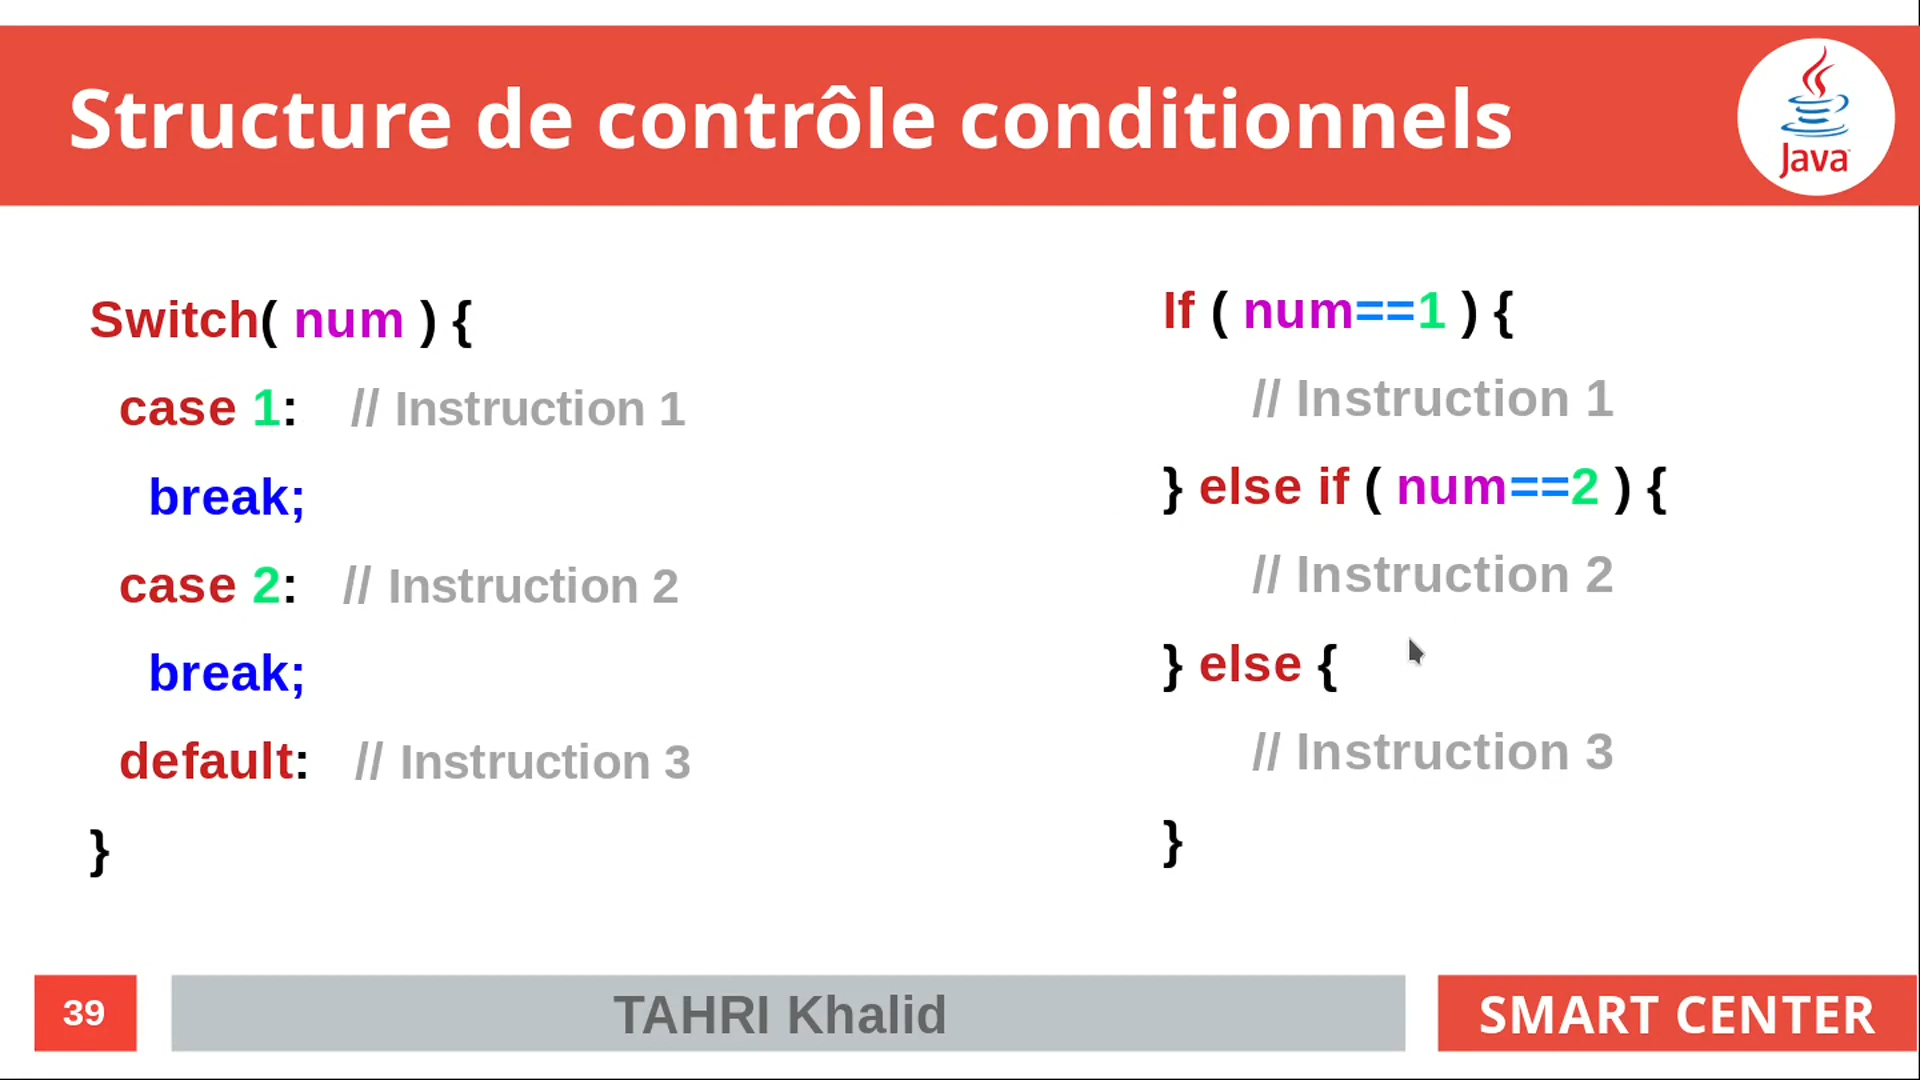 Structure de contrôle conditionnels
Java
Switch( num ) {
case 1: // Instruction 1
break;
case 2: // Instruction 2
break;
default: // Instruction 3
}
If ( num==1 ) {
// Instruction 1
} else if ( num==2 ) {
// Instruction 2
} else {
// Instruction 3
}
39
TAHRI Khalid
SMART CENTER